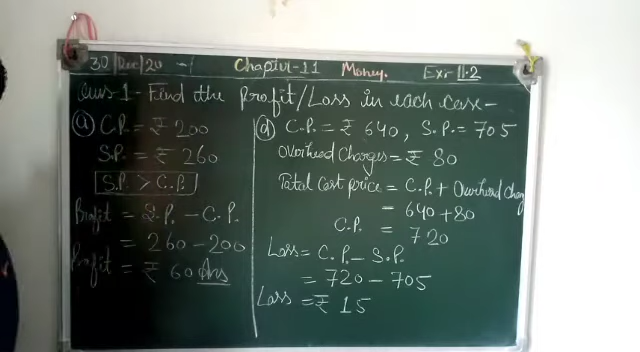 30/Dec/20
Chapter-11 Money. Exr 11.2
Ques-1- Find the Profit/Loss in each case-
(a) C.P. = ₹ 200
S.P. = ₹ 260
S.P. > C.P.
Profit = S.P. - C.P.
= 260 - 200
Profit = ₹ 60 Ans
(d) C.P. = ₹ 640, S.P. = 705
Overhead charges = ₹ 80
Total Cost price = C.P. + Overhead charg
= 640 + 80
C.P. = 720
Loss = C.P. - S.P.
= 720 - 705
Loss = ₹ 15